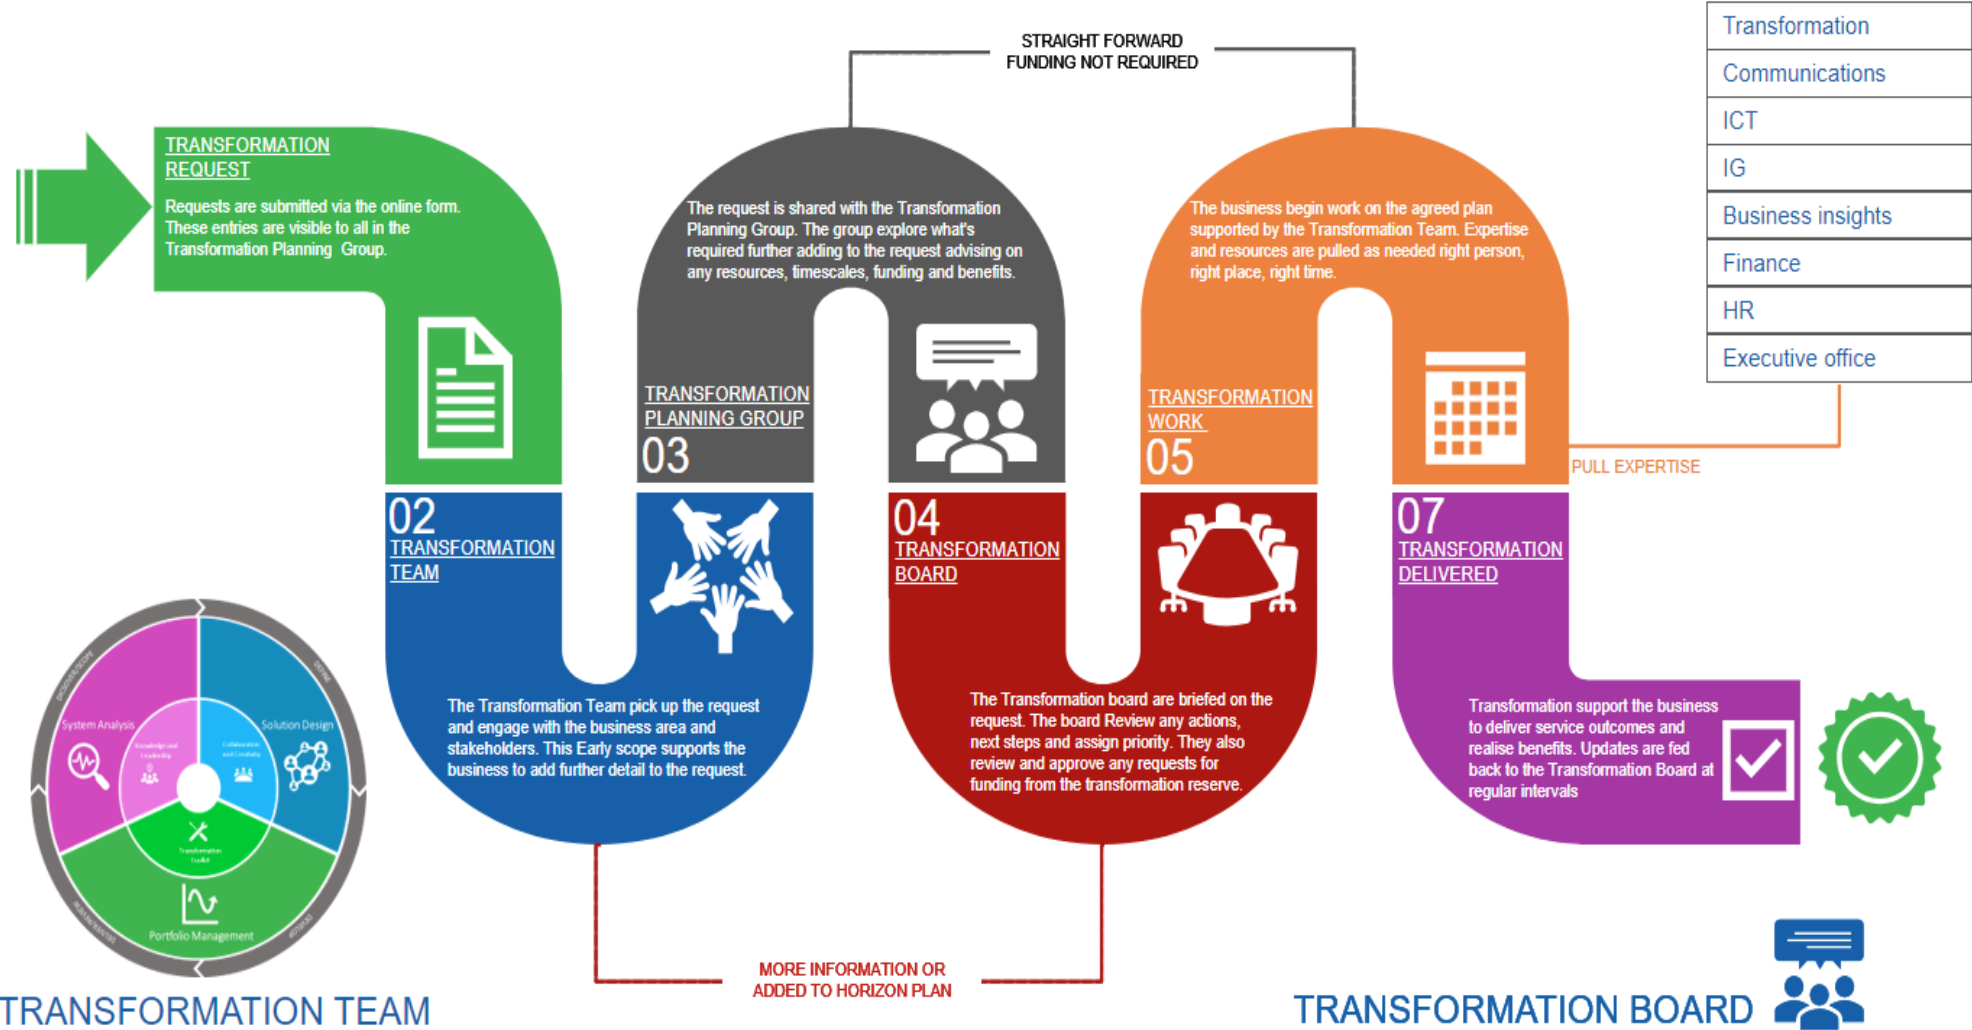 STRAIGHT FORWARD
FUNDING NOT REQUIRED
Transformation
Communications
ICT
IG
Business insights
Finance
HR
Executive office
TRANSFORMATION
REQUEST
Requests are submitted via the online form.
These entries are visible to all in the
Transformation Planning Group.
02
TRANSFORMATION
TEAM
The Transformation Team pick up the request
and engage with the business area and
stakeholders. This Early scope supports the
business to add further detail to the request.
The request is shared with the Transformation
Planning Group. The group explore what's
required further adding to the request advising on
any resources, timescales, funding and benefits.
TRANSFORMATION
PLANNING GROUP
03
04
TRANSFORMATION
BOARD
The Transformation board are briefed on the
request. The board Review any actions,
next steps and assign priority. They also
review and approve any requests for
funding from the transformation reserve.
The business begin work on the agreed plan
supported by the Transformation Team. Expertise
and resources are pulled as needed right person,
right place, right time.
TRANSFORMATION
WORK
05
PULL EXPERTISE
07
TRANSFORMATION
DELIVERED
Transformation support the business
to deliver service outcomes and
realise benefits. Updates are fed
back to the Transformation Board at
regular intervals
MORE INFORMATION OR
ADDED TO HORIZON PLAN
DEFINE
DEVELOP
System Analysis
Solution Design
Knowledge and
Leadership
Collaboration
and Creativity
Transformation
Toolkit
Portfolio Management
TRANSFORMATION TEAM
TRANSFORMATION BOARD